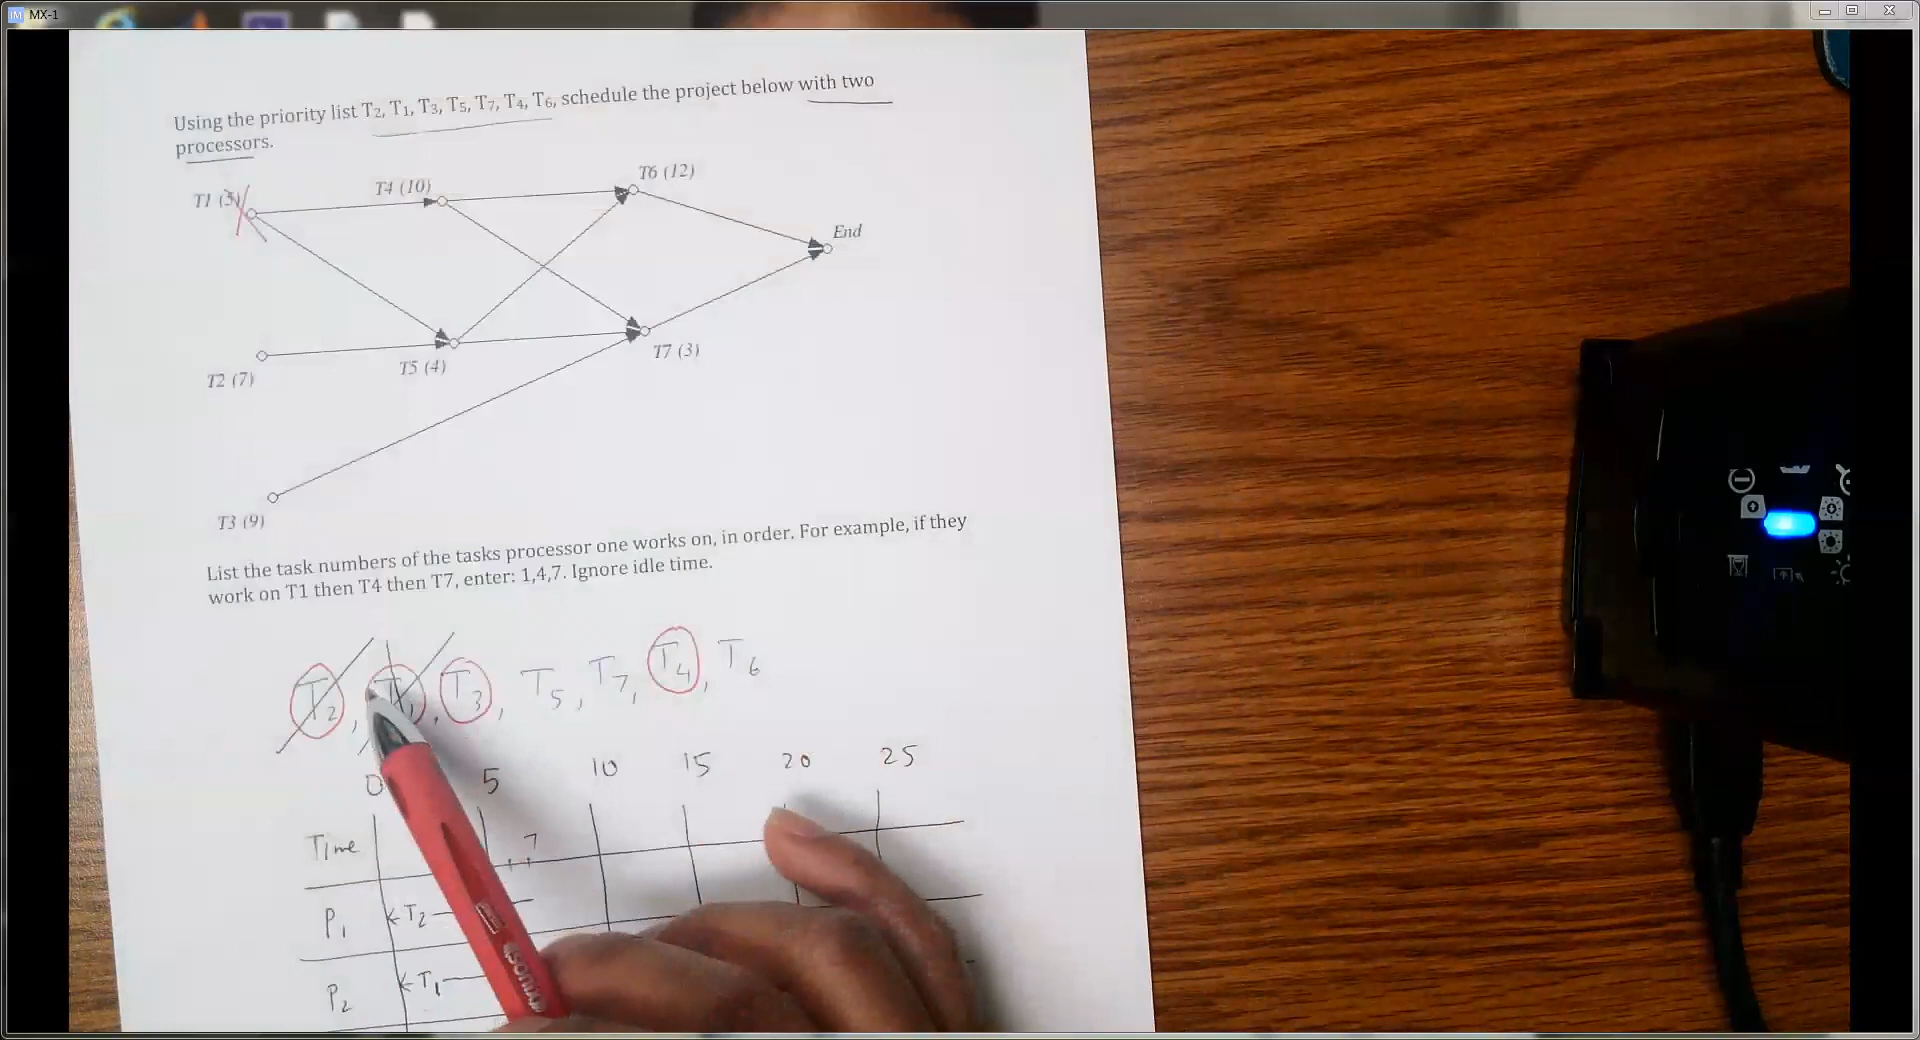 MX-1
Using the priority list T2, T1, T3, T5, T7, T4, T6, schedule the project below with two
processors.
T6 (12)
T4 (10)
T1 (5)
End
T7 (3)
T5 (4)
T2 (7)
T3 (9)
List the task numbers of the tasks processor one works on, in order. For example, if they
work on T1 then T4 then T7, enter: 1,4,7. Ignore idle time.
T2, T1, T3, T5, T7, T4, T6
0 5 10 15 20 25
Time 7
P1 T2
P2 T1